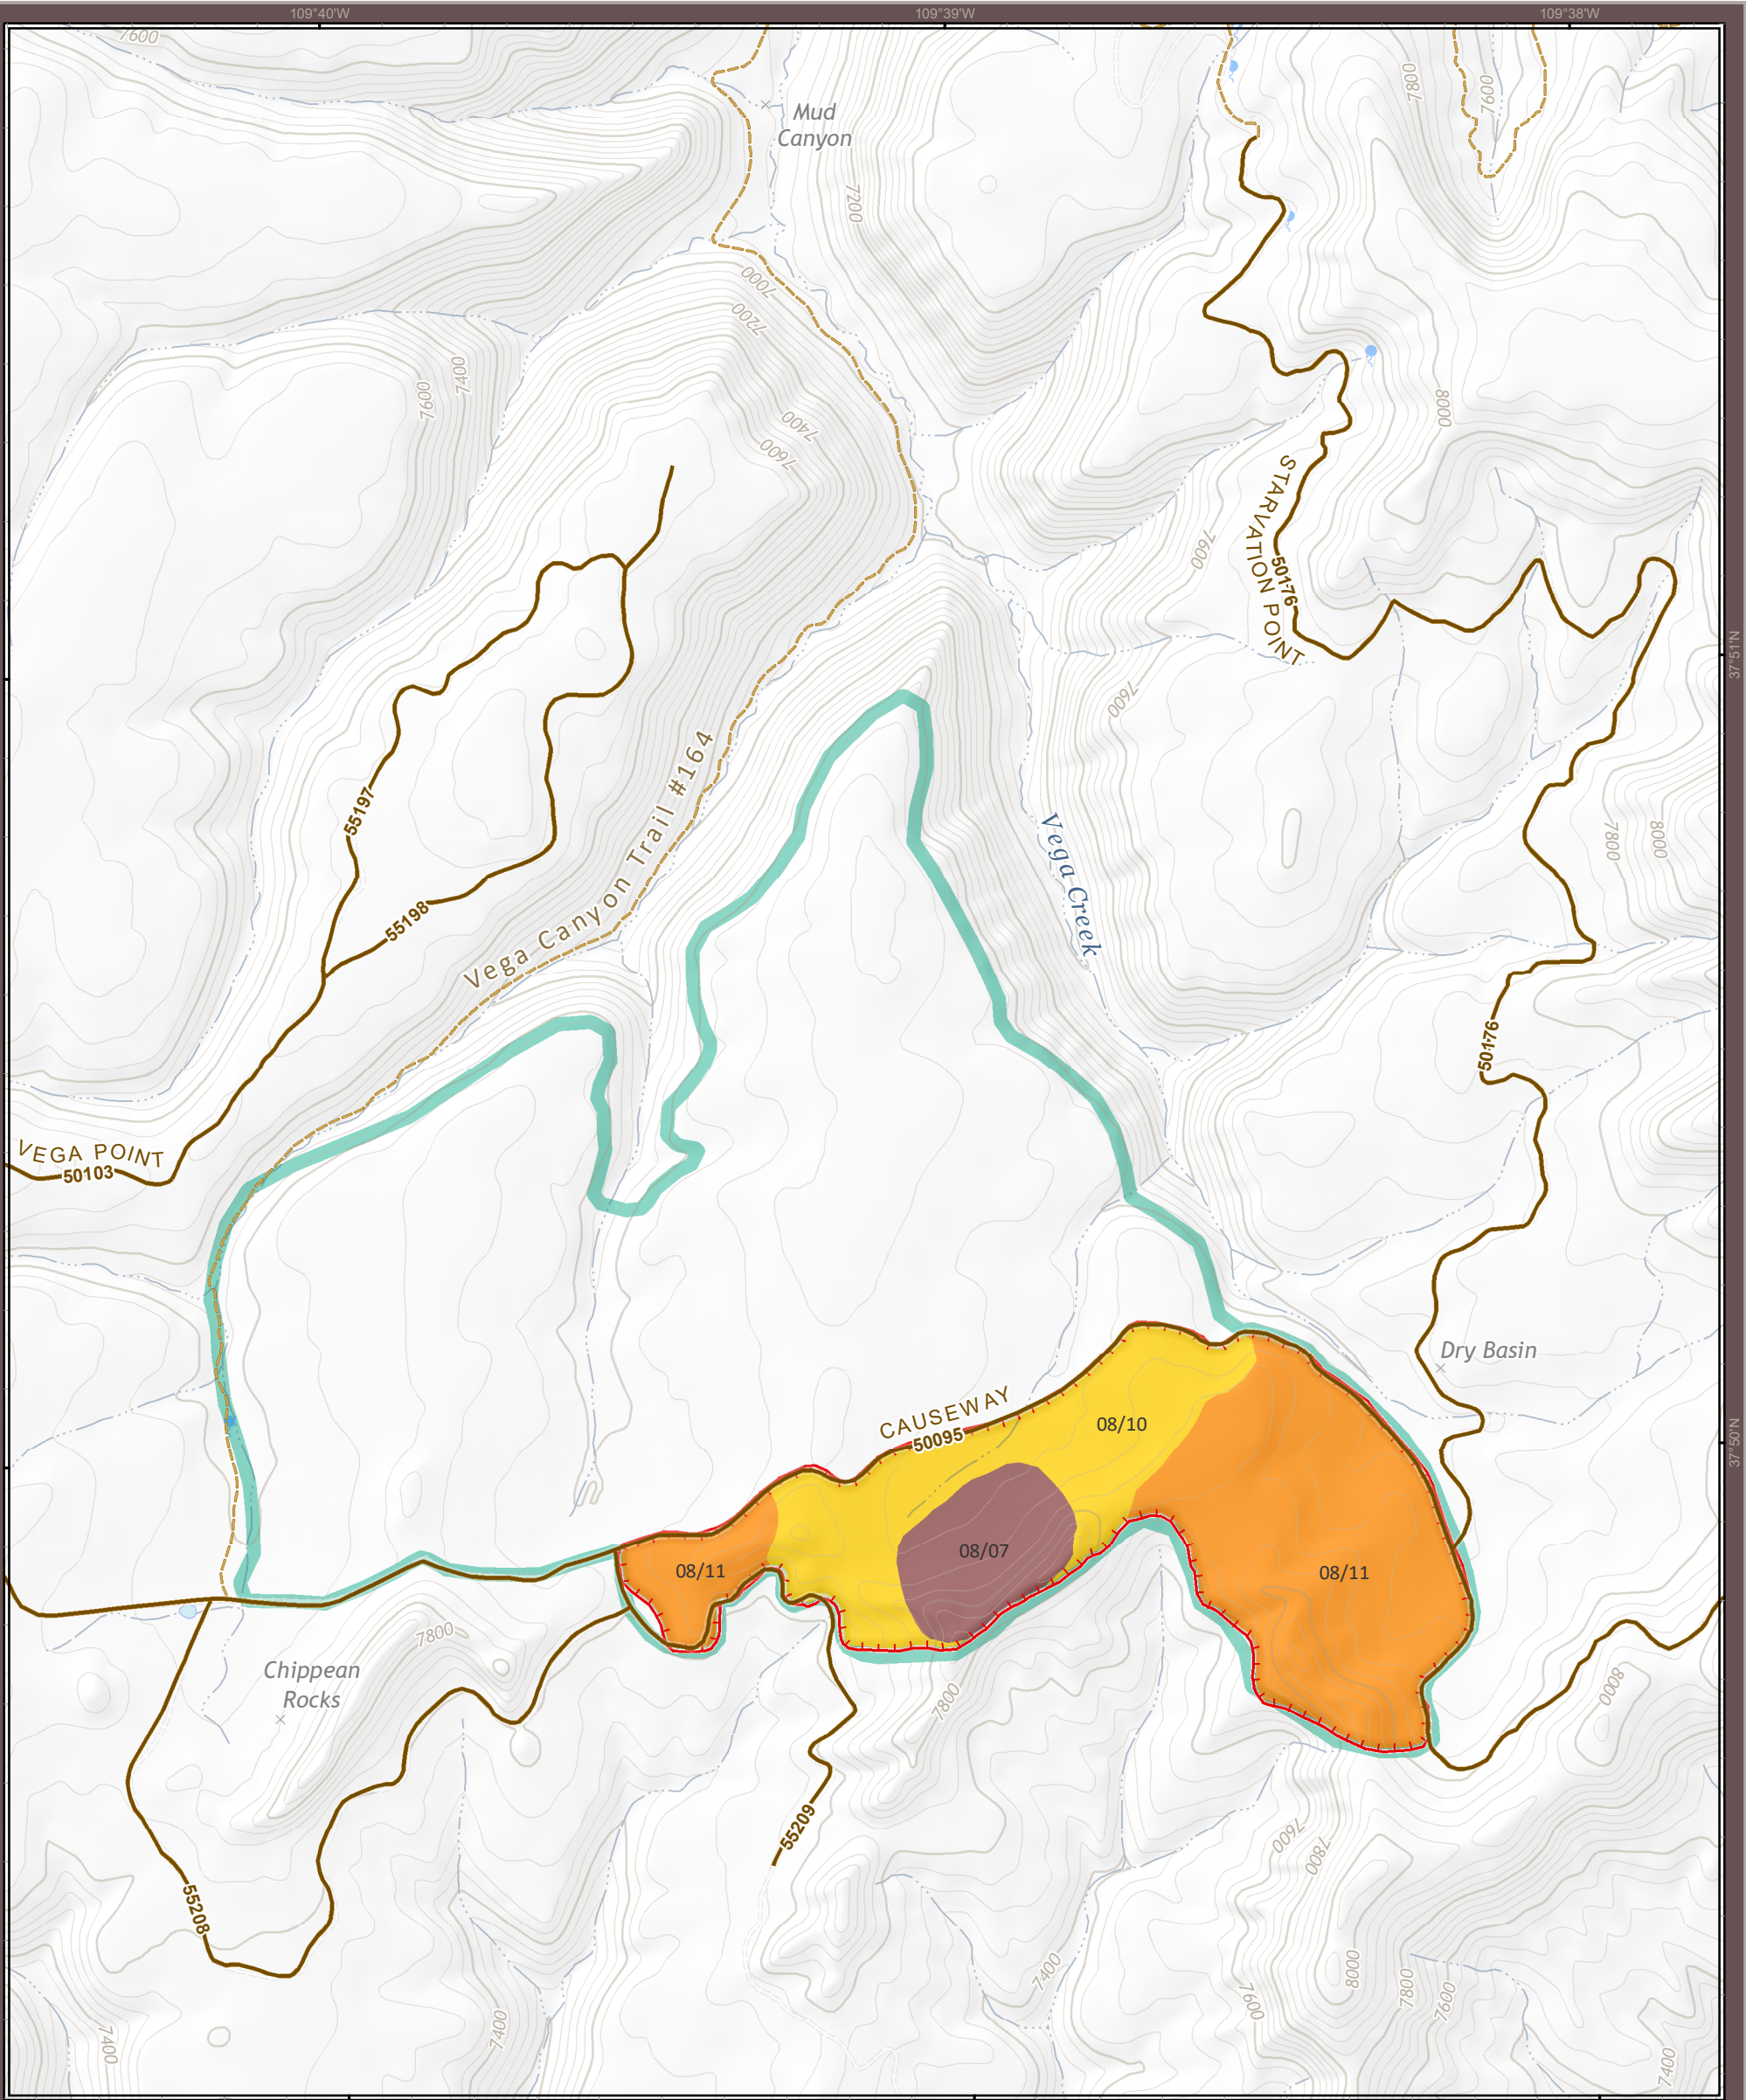 109°40'W
109°39'W
109°38'W
7600
Mud
Canyon
7800
7600
7200
7000
7200
7400
7600
7400
7600
8000
STARVATION POINT
50176
7600
37°51'N
7600
Vega Canyon Trail #164
55197
55198
Vega Creek
7800
8000
50176
VEGA POINT
50103
Dry Basin
CAUSEWAY
50095
08/10
37°50'N
08/07
08/11
08/11
7800
Chippean
Rocks
7800
8000
55209
7600
7800
55208
7400
7400
7400
7600
8000
7800
7600
7400